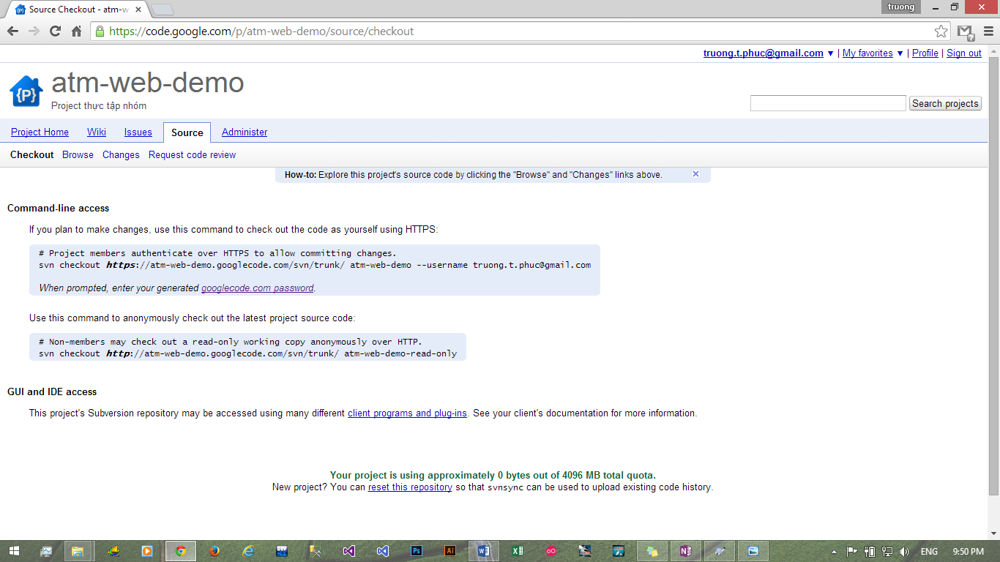 Source Checkout - atm-w
truong
https://code.google.com/p/atm-web-demo/source/checkout
truong.t.phuc@gmail.com ▼ | My favorites ▼ | Profile | Sign out
{P}
atm-web-demo
Project thực tập nhóm
Search projects
Project Home Wiki Issues Source Administer
Checkout Browse Changes Request code review
How-to: Explore this project's source code by clicking the "Browse" and "Changes" links above.
Command-line access
If you plan to make changes, use this command to check out the code as yourself using HTTPS:
# Project members authenticate over HTTPS to allow committing changes.
svn checkout https://atm-web-demo.googlecode.com/svn/trunk/ atm-web-demo --username truong.t.phuc@gmail.com
When prompted, enter your generated googlecode.com password.
Use this command to anonymously check out the latest project source code:
# Non-members may check out a read-only working copy anonymously over HTTP.
svn checkout http://atm-web-demo.googlecode.com/svn/trunk/ atm-web-demo-read-only
GUI and IDE access
This project's Subversion repository may be accessed using many different client programs and plug-ins. See your client's documentation for more information.
Your project is using approximately 0 bytes out of 4096 MB total quota.
New project? You can reset this repository so that svnsync can be used to upload existing code history.
Ps Ai ENG 9:50 PM